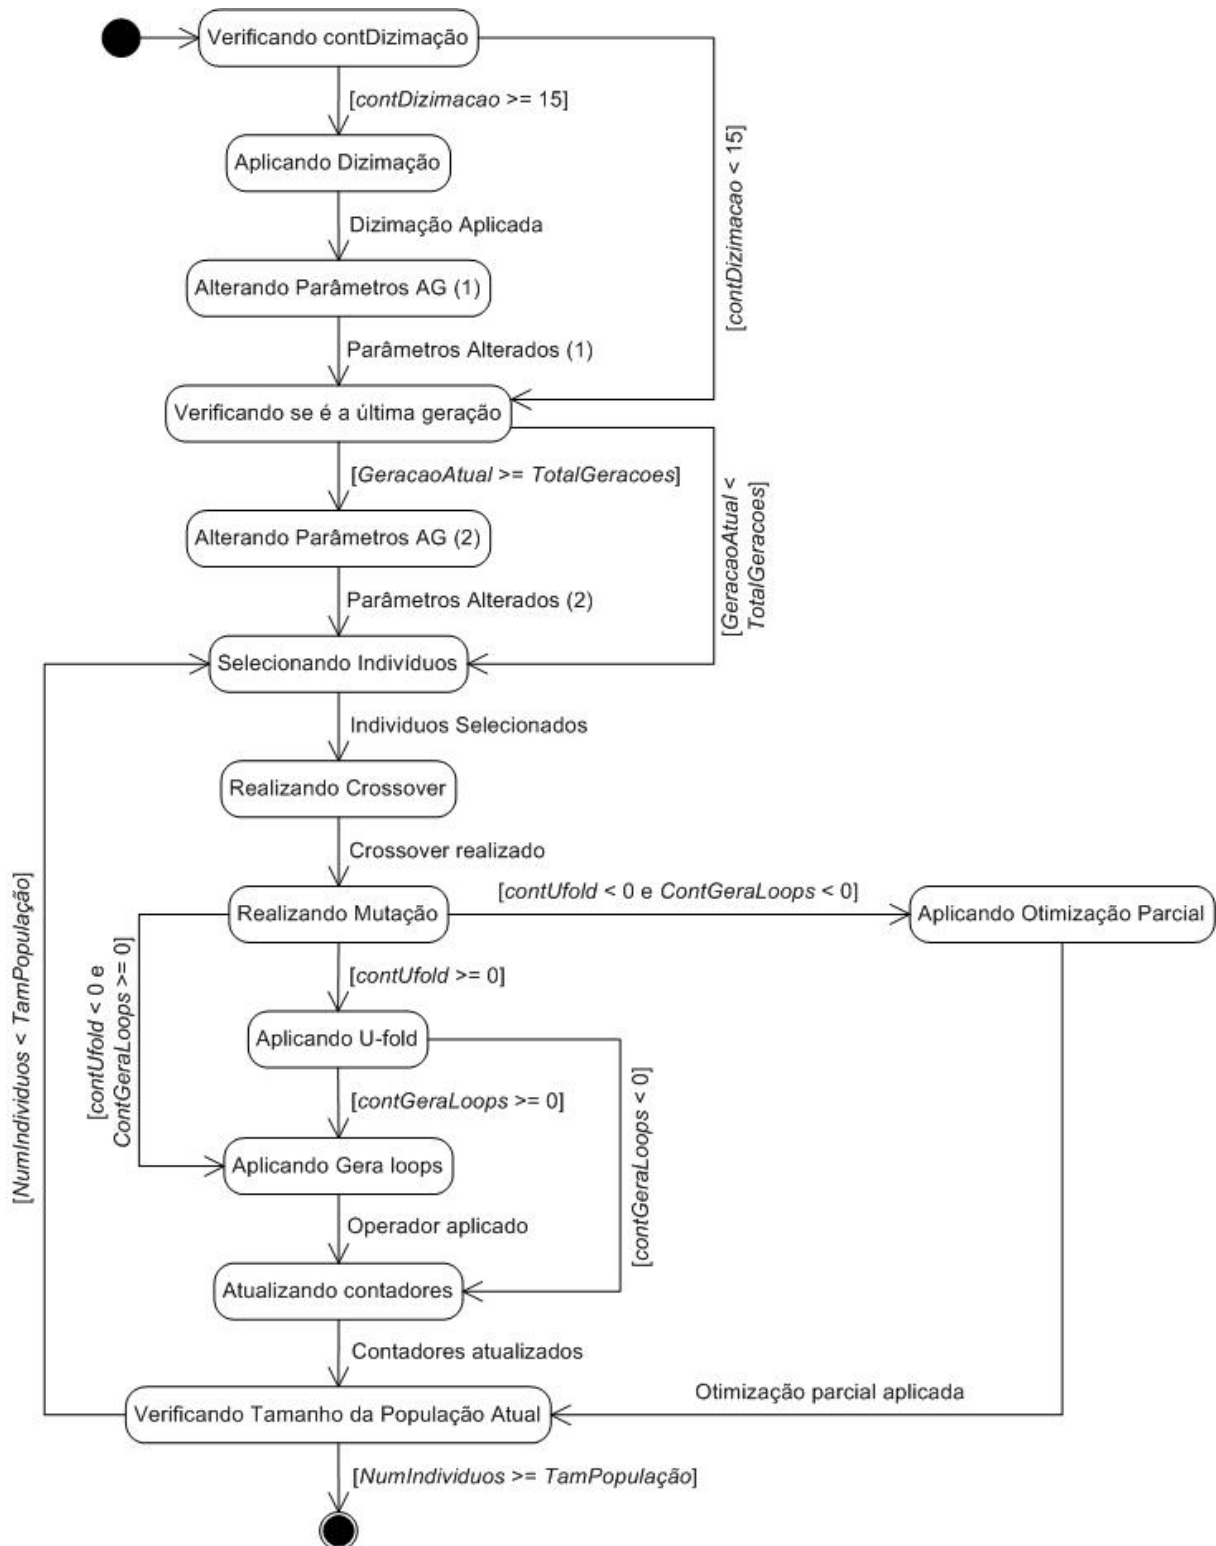 Verificando contDizimação
[contDizimacao >= 15]
[contDizimacao < 15]
Aplicando Dizimação
Dizimação Aplicada
Alterando Parâmetros AG (1)
Parâmetros Alterados (1)
Verificando se é a última geração
[GeracaoAtual >= TotalGeracoes]
[GeracaoAtual <
TotalGeracoes]
Alterando Parâmetros AG (2)
Parâmetros Alterados (2)
Selecionando Indivíduos
Individuos Selecionados
Realizando Crossover
Crossover realizado
Realizando Mutação
[contUfold < 0 e ContGeraLoops < 0]
Aplicando Otimização Parcial
[contUfold < 0 e
ContGeraLoops >= 0]
[contUfold >= 0]
Aplicando U-fold
[contGeraLoops >= 0]
[contGeraLoops < 0]
Aplicando Gera loops
Operador aplicado
Atualizando contadores
Contadores atualizados
[NumIndividuos < TamPopulação]
Otimização parcial aplicada
Verificando Tamanho da População Atual
[NumIndividuos >= TamPopulação]